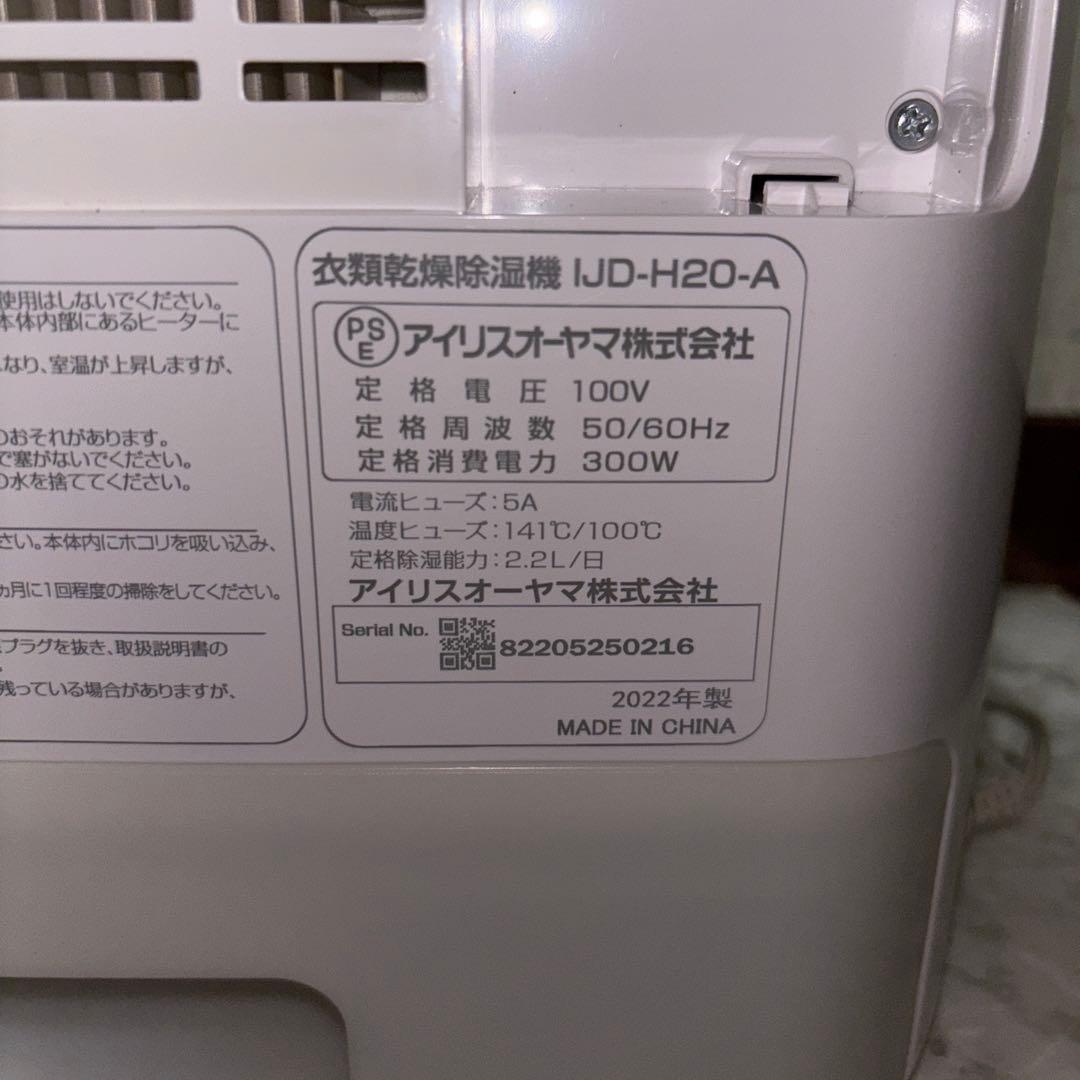 使用はしないでください。
本体内部にあるヒーターに
なり、室温が上昇しますが、
のおそれがあります。
で塞がないでください。
の水を捨ててください。
さい。本体内にホコリを吸い込み、
カ月に1回程度の掃除をしてください。
プラグを抜き、取扱説明書の
残っている場合がありますが、
衣類乾燥除湿機 IJD-H20-A
PSE アイリスオーヤマ株式会社
定格電圧 100V
定格周波数 50/60Hz
定格消費電力 300W
電流ヒューズ:5A
温度ヒューズ:141℃/100℃
定格除湿能力:2.2L/日
アイリスオーヤマ株式会社
Serial No. 82205250216
2022年製
MADE IN CHINA